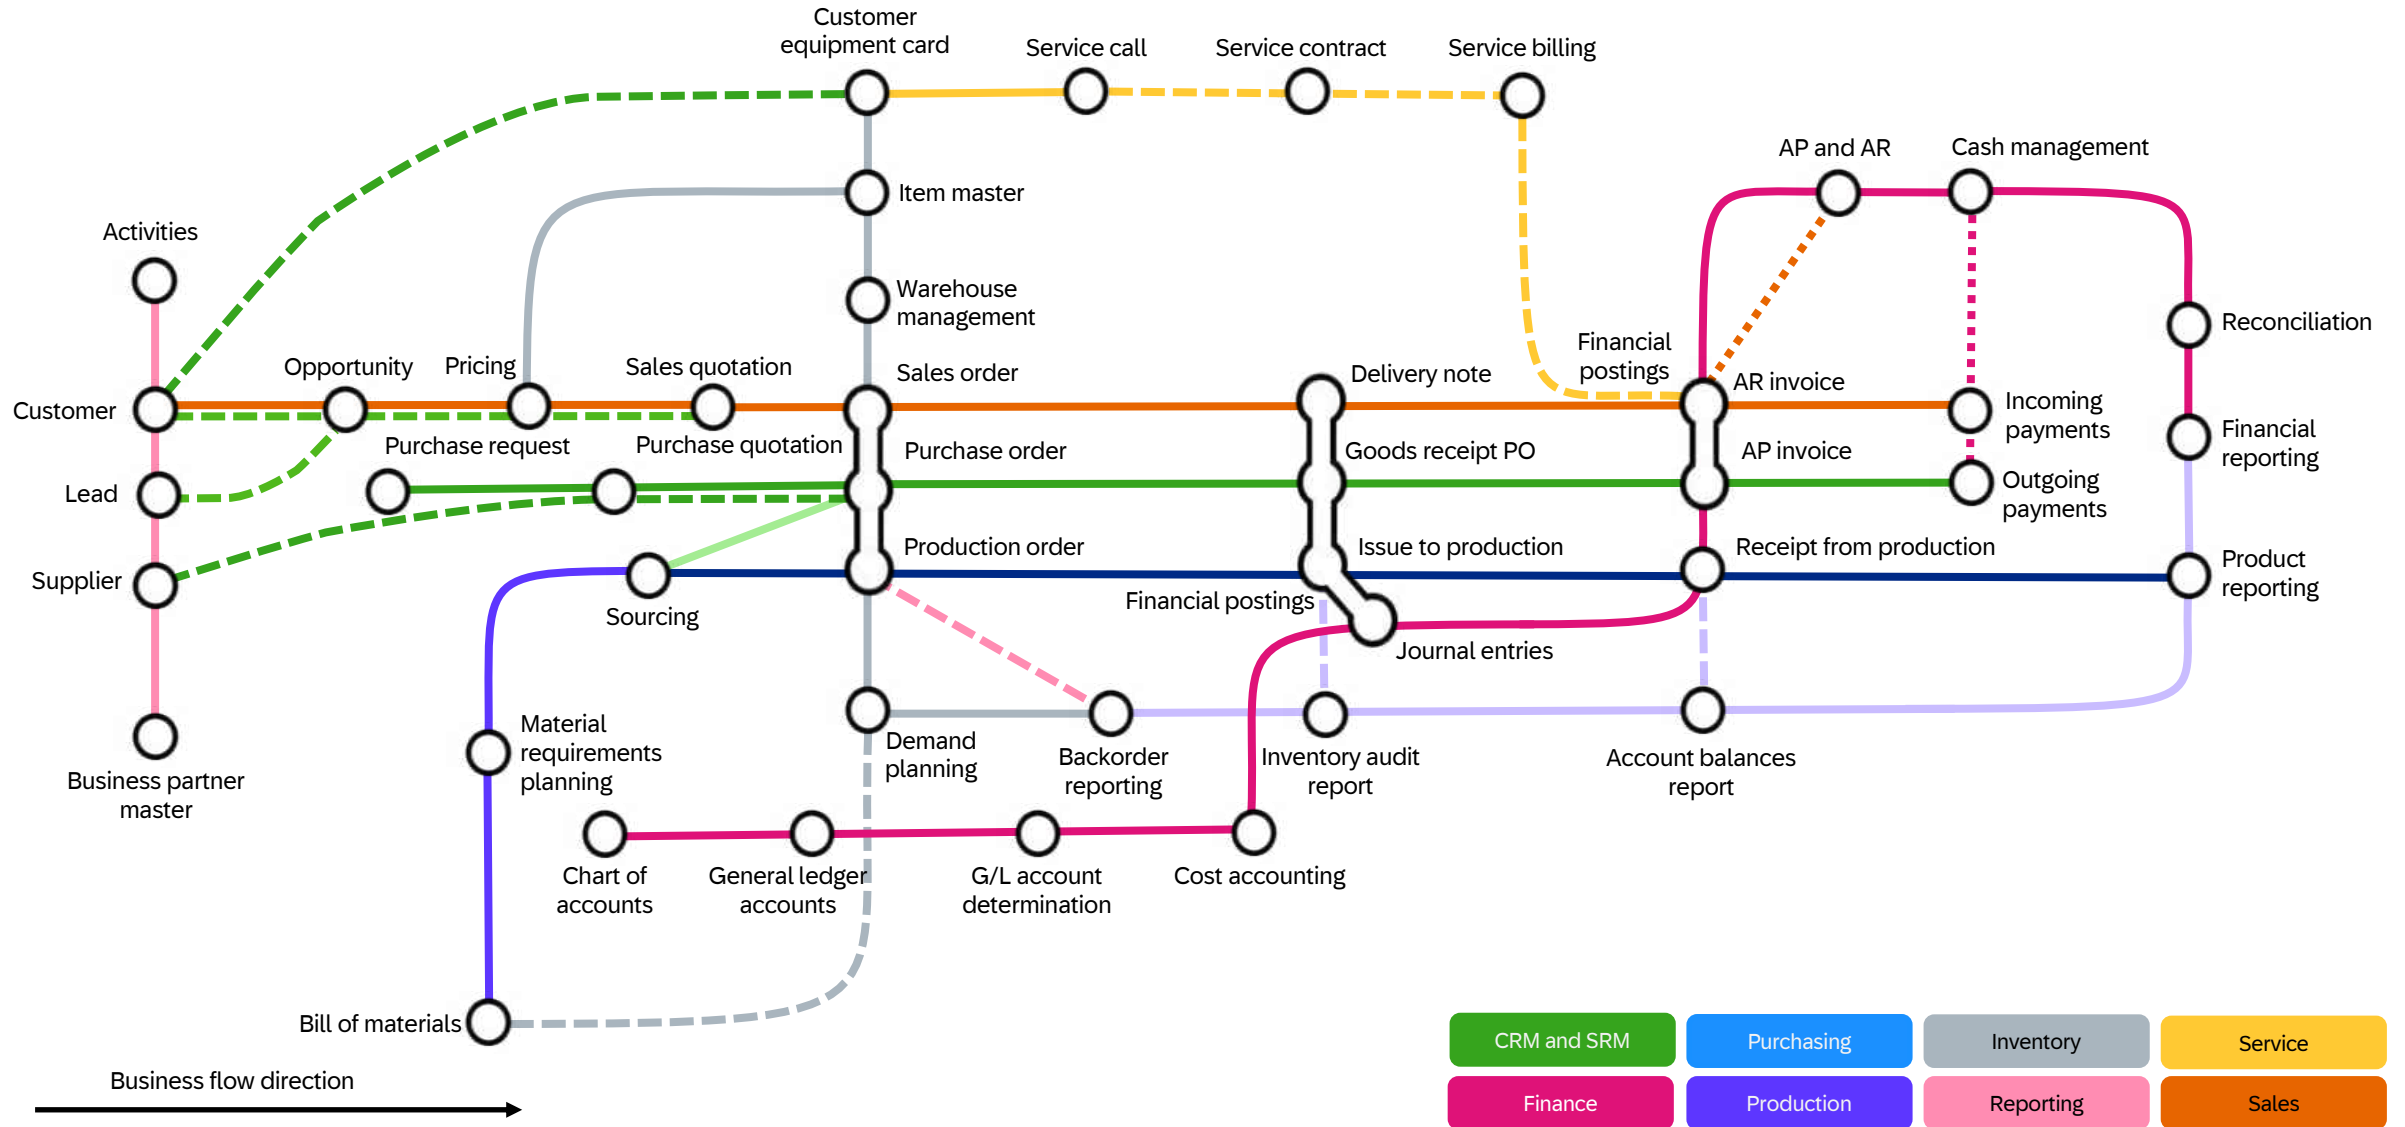 Customer
equipment card
Service call
Service contract
Service billing
AP and AR
Cash management
Item master
Activities
Warehouse
management
Reconciliation
Financial
postings
Opportunity
Pricing
Sales quotation
Sales order
Delivery note
AR invoice
Customer
Incoming
payments
Financial
reporting
Purchase request
Purchase quotation
Purchase order
Goods receipt PO
AP invoice
Lead
Outgoing
payments
Production order
Issue to production
Receipt from production
Supplier
Product
reporting
Sourcing
Financial postings
Journal entries
Material
requirements
planning
Demand
planning
Backorder
reporting
Inventory audit
report
Account balances
report
Business partner
master
Chart of
accounts
General ledger
accounts
G/L account
determination
Cost accounting
Bill of materials
Business flow direction
CRM and SRM
Purchasing
Inventory
Service
Finance
Production
Reporting
Sales